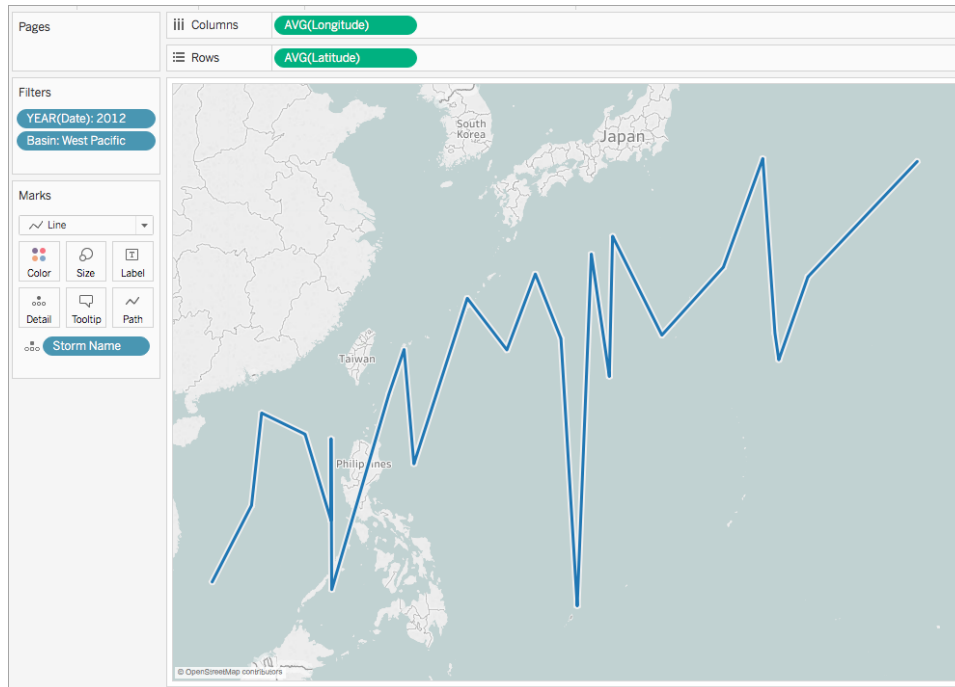 Pages
Columns
AVG(Longitude)
Rows
AVG(Latitude)
Filters
YEAR(Date): 2012
Basin: West Pacific
Marks
Line
Color
Size
Label
Detail
Tooltip
Path
Storm Name
South
Korea
Japan
Taiwan
Philippines
© OpenStreetMap contributors